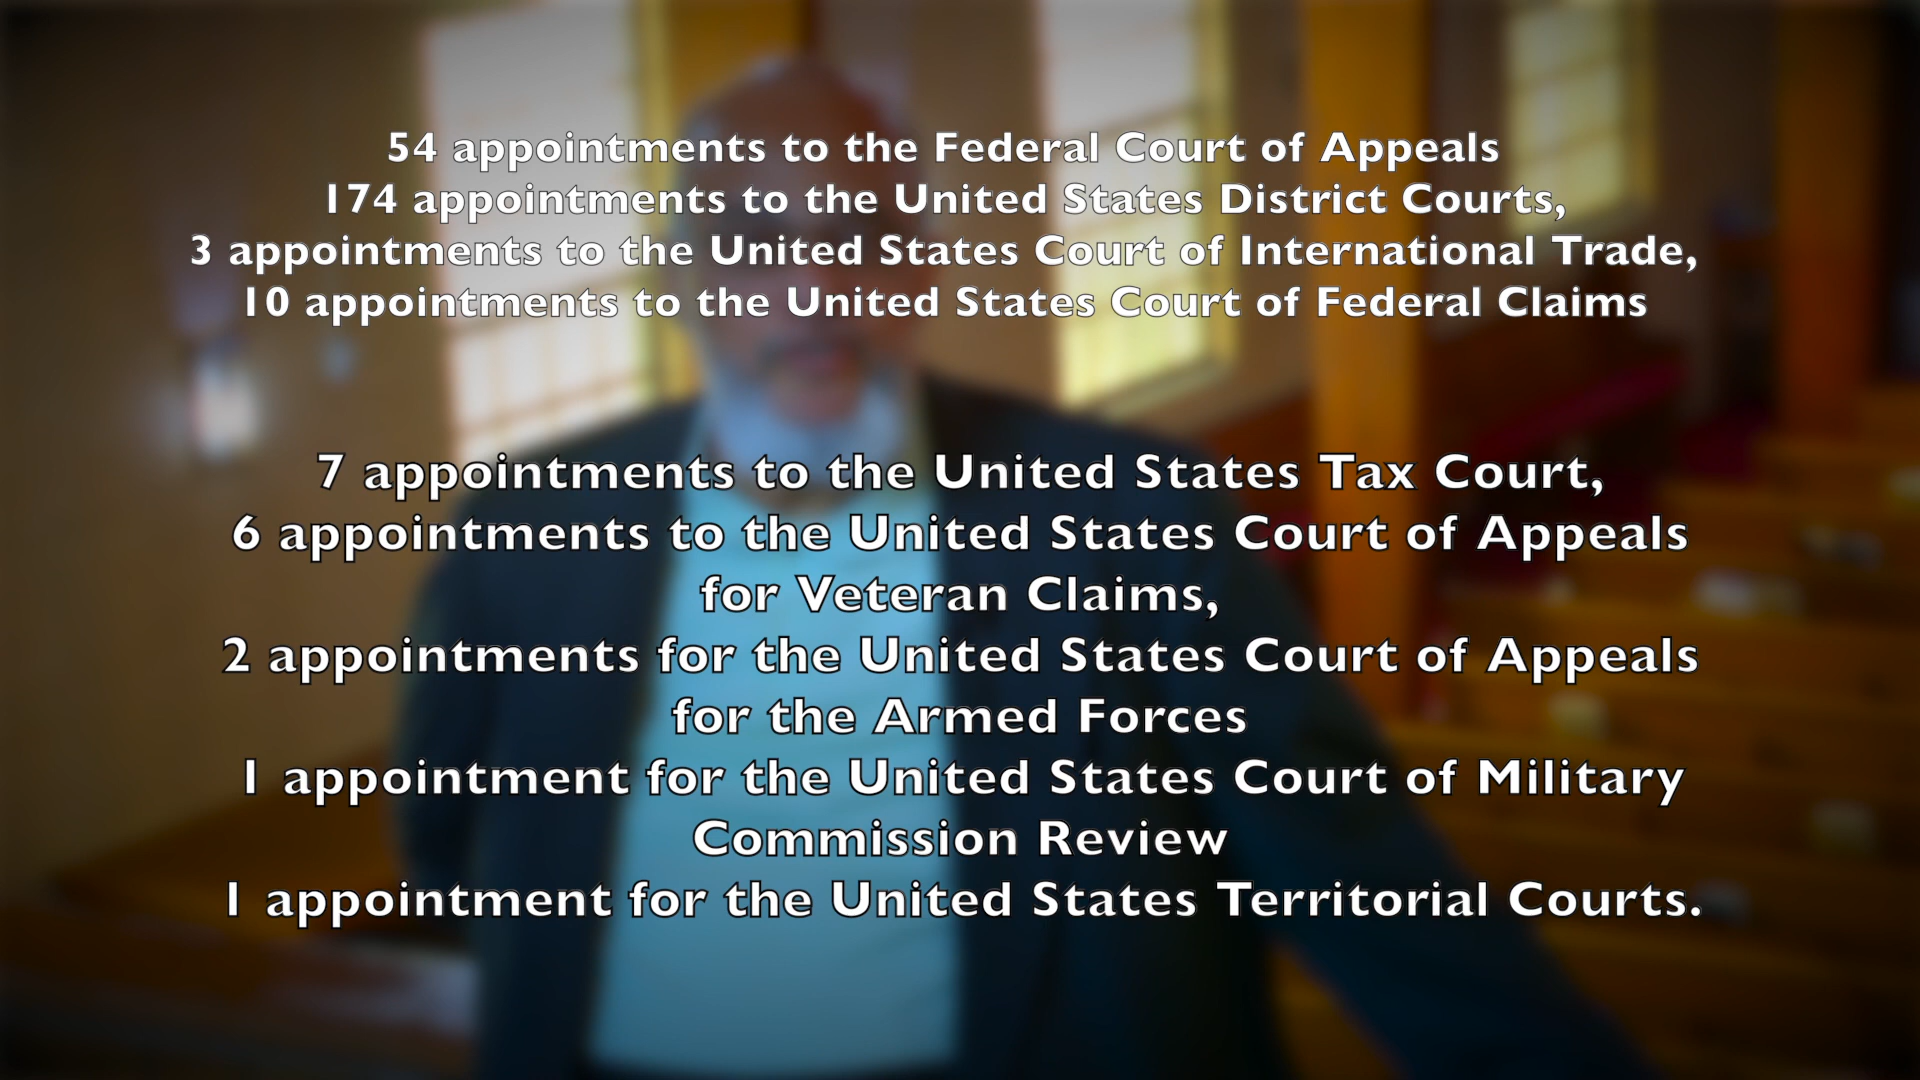 54 appointments to the Federal Court of Appeals
174 appointments to the United States District Courts,
3 appointments to the United States Court of International Trade,
10 appointments to the United States Court of Federal Claims
7 appointments to the United States Tax Court,
6 appointments to the United States Court of Appeals
for Veteran Claims,
2 appointments for the United States Court of Appeals
for the Armed Forces
1 appointment for the United States Court of Military
Commission Review
1 appointment for the United States Territorial Courts.